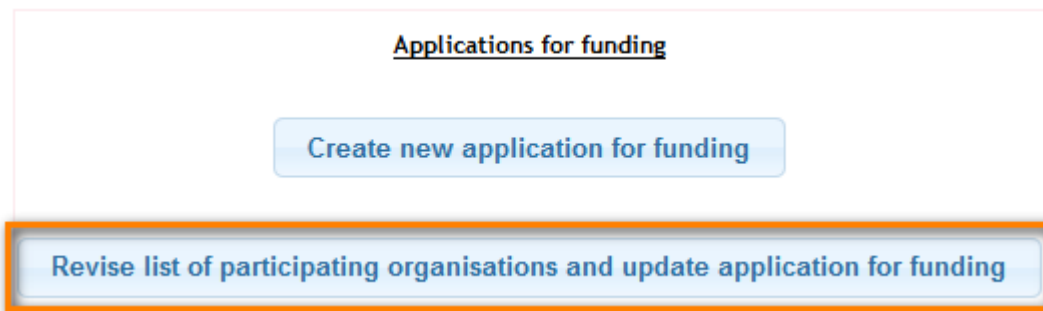 Applications for funding
Create new application for funding
Revise list of participating organisations and update application for funding